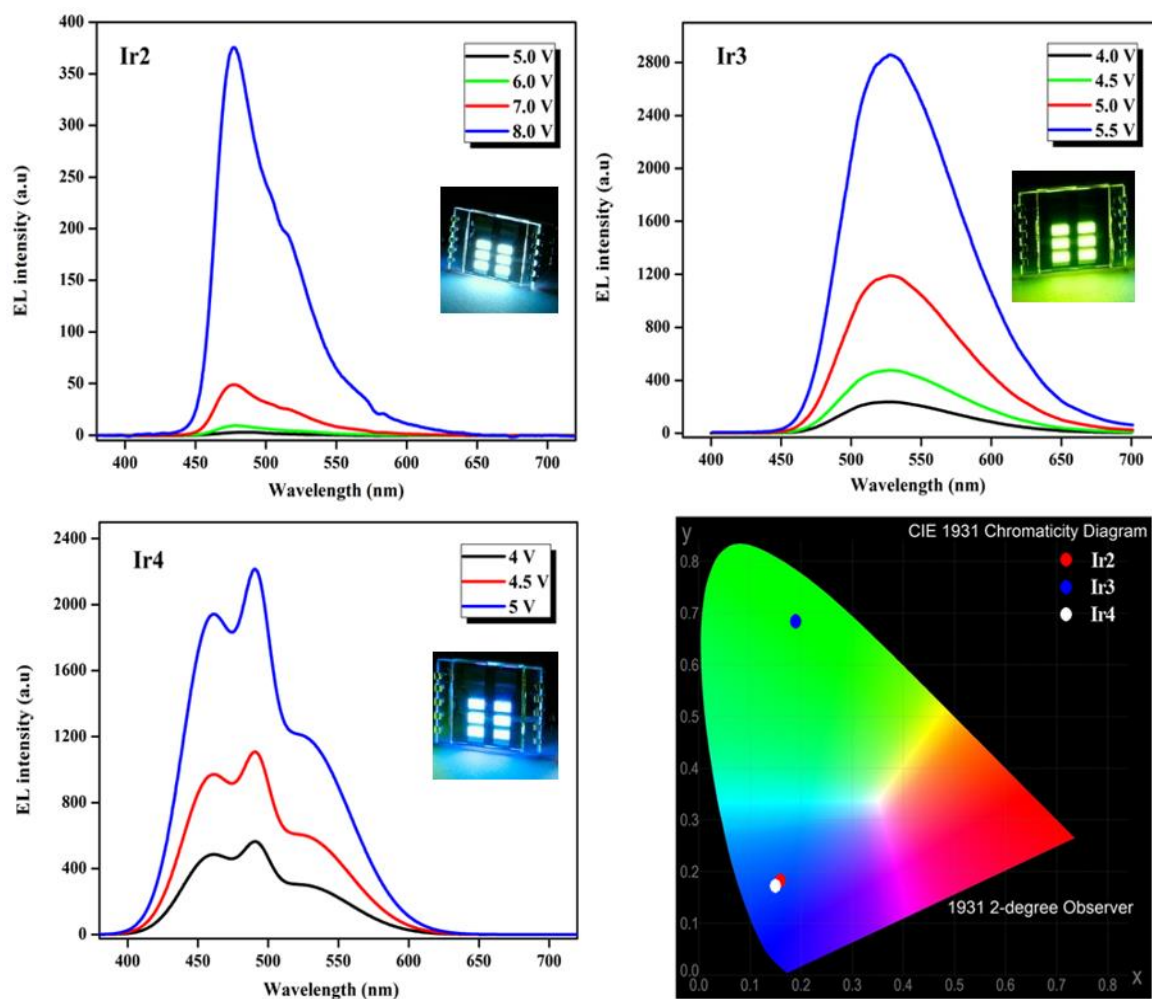 Ir2
5.0 V
6.0 V
7.0 V
8.0 V
EL intensity (a.u)
400
350
300
250
200
150
100
50
0
400 450 500 550 600 650 700
Wavelength (nm)
Ir3
4.0 V
4.5 V
5.0 V
5.5 V
EL intensity (a.u)
2800
2400
2000
1600
1200
800
400
0
400 450 500 550 600 650 700
Wavelength (nm)
Ir4
4 V
4.5 V
5 V
EL intensity (a.u)
2400
2000
1600
1200
800
400
0
400 450 500 550 600 650 700
Wavelength (nm)
y
CIE 1931 Chromaticity Diagram
Ir2
Ir3
Ir4
0.8
0.7
0.6
0.5
0.4
0.3
0.2
0.1
0.0
1931 2-degree Observer
0.0 0.1 0.2 0.3 0.4 0.5 0.6 0.7 0.8
x